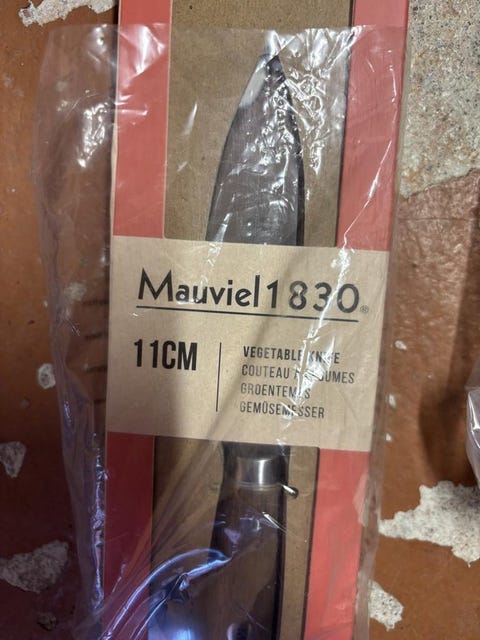 Mauviel1830®
11CM
VEGETABLE KNIFE
COUTEAU
GEMÜSEMESSER